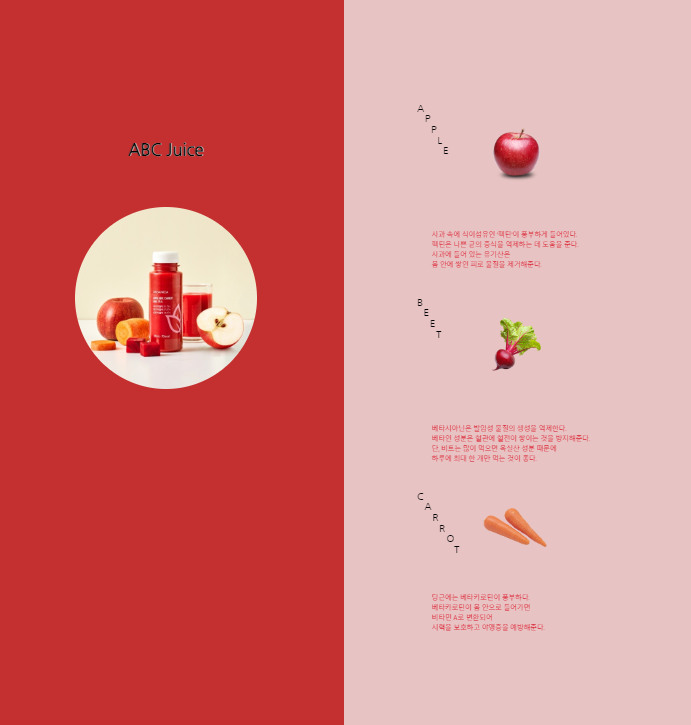 ABC Juice
APPLE
사과 속에 식이섬유인 '펙틴'이 풍부하게 들어있다.
펙틴은 나쁜 균의 증식을 억제하는 데 도움을 준다.
사과에 들어 있는 유기산은
몸 안에 쌓인 피로 물질을 제거해준다.
BEET
베타시아닌은 발암성 물질의 생성을 억제한다.
베타인 성분은 혈관에 혈전이 쌓이는 것을 방지해준다.
단, 비트는 많이 먹으면 옥살산 성분 때문에
하루에 최대 한 개만 먹는 것이 좋다.
CARROT
당근에는 베타카로틴이 풍부하다.
베타카로틴이 몸 안으로 들어가면
비타민 A로 변환되어
시력을 보호하고 야맹증을 예방해준다.